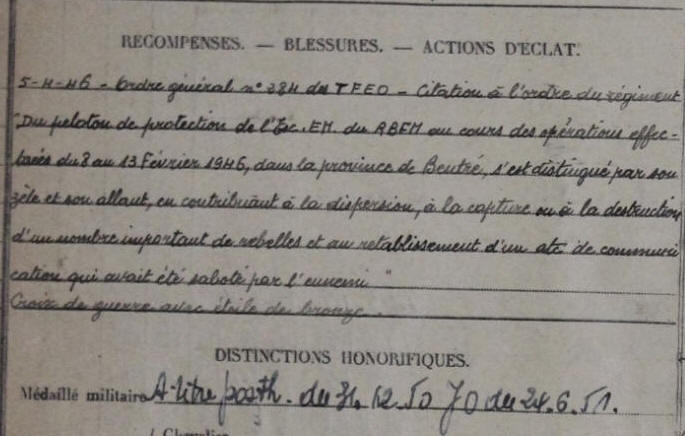 RECOMPENSES. — BLESSURES. — ACTIONS D'ECLAT.
5-4-46 - Ordre général n° 384 des TFEO - Citation à l'ordre du régiment
"Du peloton de protection de l'Esc. EM. du RBFM au cours des opérations effec-
tuées du 8 au 13 Février 1946, dans la province de Bentré, s'est distingué par son
zèle et son allant, en contribuant à la dispersion, à la capture ou à la destruction
d'un nombre important de rebelles et au rétablissement d'un axe de communi
cation qui avait été saboté par l'ennemi "
Croix de guerre avec étoile de bronze.
DISTINCTIONS HONORIFIQUES.
Médaillé militaire A titre posth. du 31.12.50 JO du 24.6.51.
/ Chevalier